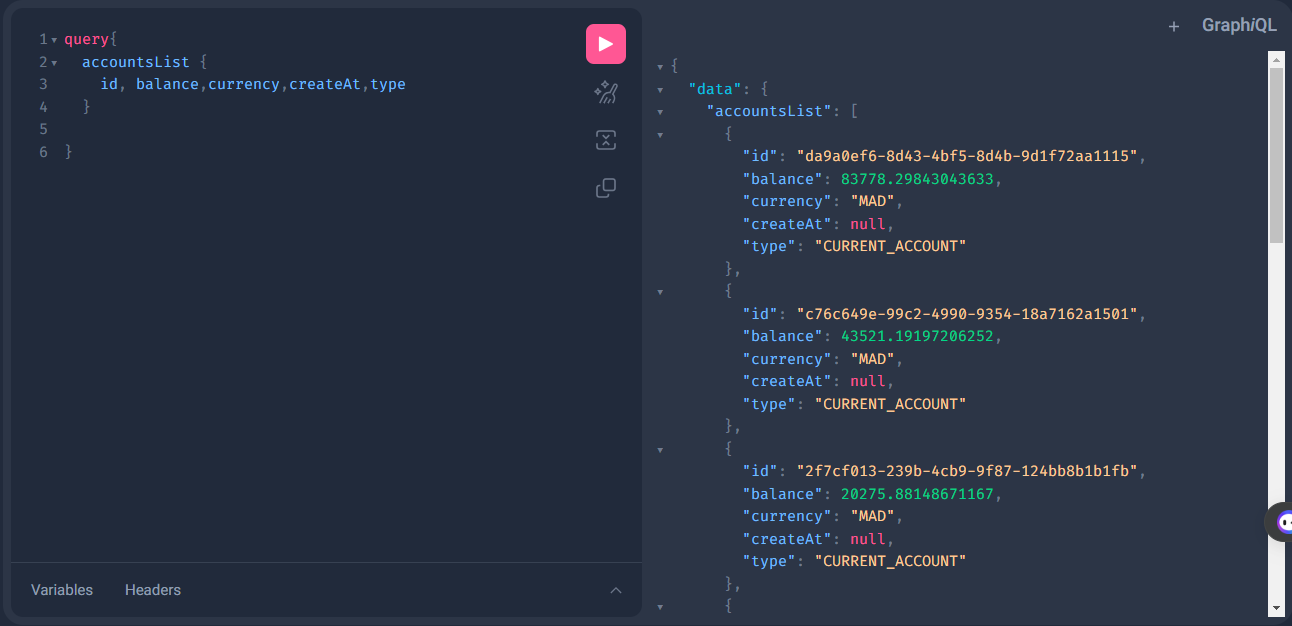 1 query{
2 accountsList {
3 id, balance,currency,createAt,type
4 }
5
6 }
Variables Headers
+ GraphiQL
{
"data": {
"accountsList": [
{
"id": "da9a0ef6-8d43-4bf5-8d4b-9d1f72aa1115",
"balance": 83778.29843043633,
"currency": "MAD",
"createAt": null,
"type": "CURRENT_ACCOUNT"
},
{
"id": "c76c649e-99c2-4990-9354-18a7162a1501",
"balance": 43521.19197206252,
"currency": "MAD",
"createAt": null,
"type": "CURRENT_ACCOUNT"
},
{
"id": "2f7cf013-239b-4cb9-9f87-124bb8b1b1fb",
"balance": 20275.88148671167,
"currency": "MAD",
"createAt": null,
"type": "CURRENT_ACCOUNT"
},
{